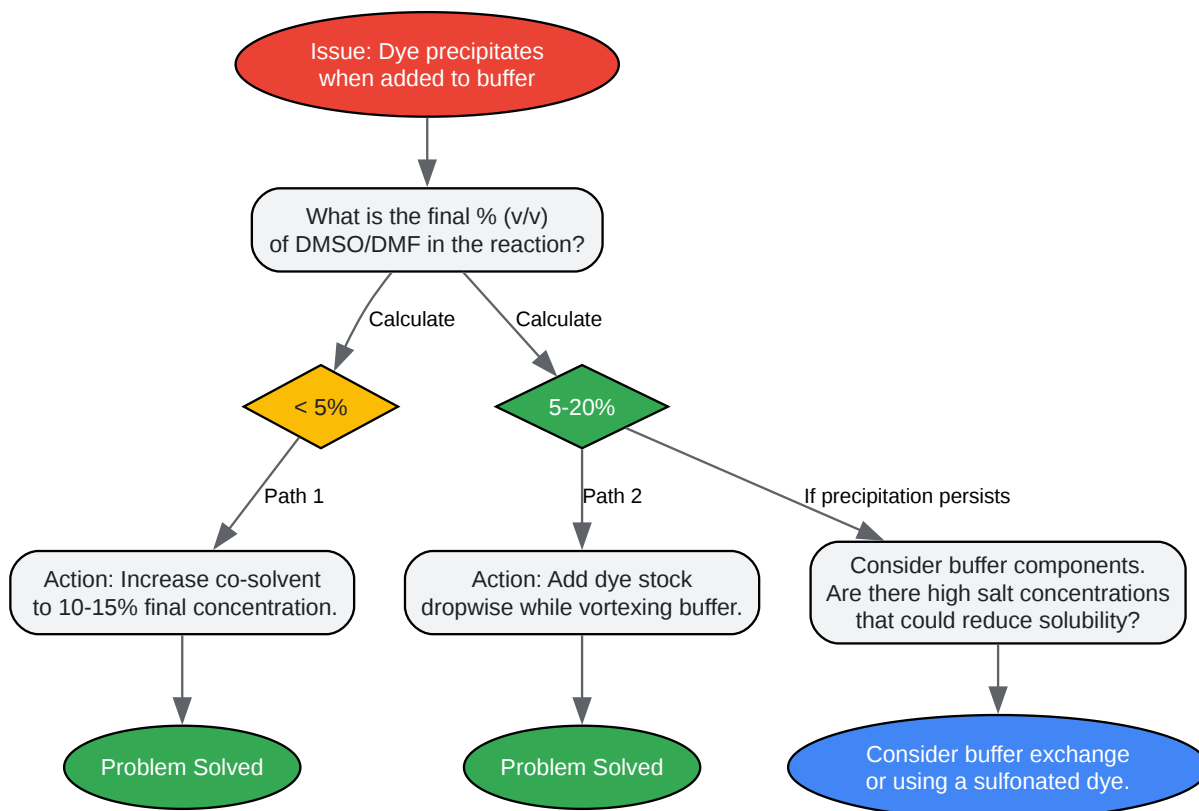 Issue: Dye precipitates
when added to buffer
What is the final % (v/v)
of DMSO/DMF in the reaction?
Calculate
Calculate
< 5%
5-20%
Path 1
Path 2
If precipitation persists
Action: Increase co-solvent
to 10-15% final concentration.
Action: Add dye stock
dropwise while vortexing buffer.
Consider buffer components.
Are there high salt concentrations
that could reduce solubility?
Problem Solved
Problem Solved
Consider buffer exchange
or using a sulfonated dye.